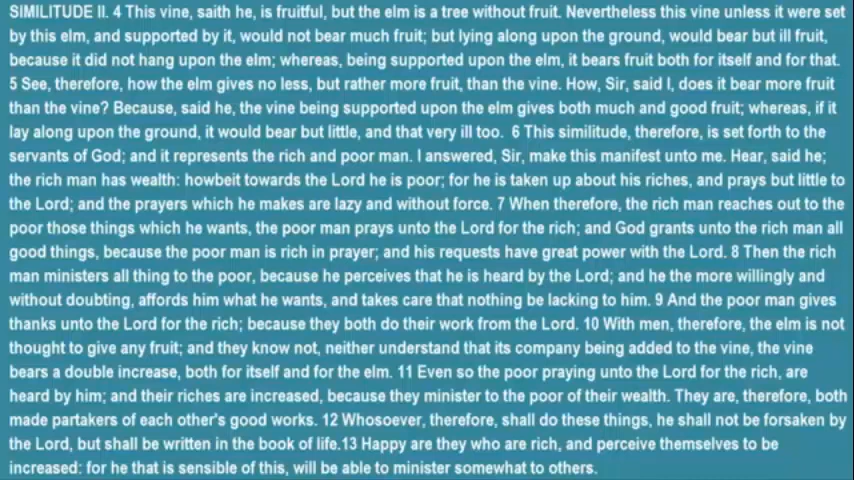 SIMILITUDE II. 4 This vine, saith he, is fruitful, but the elm is a tree without fruit. Nevertheless this vine unless it were set
by this elm, and supported by it, would not bear much fruit; but lying along upon the ground, would bear but ill fruit,
because it did not hang upon the elm; whereas, being supported upon the elm, it bears fruit both for itself and for that.
5 See, therefore, how the elm gives no less, but rather more fruit, than the vine. How, Sir, said I, does it bear more fruit
than the vine? Because, said he, the vine being supported upon the elm gives both much and good fruit; whereas, if it
lay along upon the ground, it would bear but little, and that very ill too. 6 This similitude, therefore, is set forth to the
servants of God; and it represents the rich and poor man. I answered, Sir, make this manifest unto me. Hear, said he;
the rich man has wealth: howbeit towards the Lord he is poor; for he is taken up about his riches, and prays but little to
the Lord; and the prayers which he makes are lazy and without force. 7 When therefore, the rich man reaches out to the
poor those things which he wants, the poor man prays unto the Lord for the rich; and God grants unto the rich man all
good things, because the poor man is rich in prayer; and his requests have great power with the Lord. 8 Then the rich
man ministers all thing to the poor, because he perceives that he is heard by the Lord; and he the more willingly and
without doubting, affords him what he wants, and takes care that nothing be lacking to him. 9 And the poor man gives
thanks unto the Lord for the rich; because they both do their work from the Lord. 10 With men, therefore, the elm is not
thought to give any fruit; and they know not, neither understand that its company being added to the vine, the vine
bears a double increase, both for itself and for the elm. 11 Even so the poor praying unto the Lord for the rich, are
heard by him; and their riches are increased, because they minister to the poor of their wealth. They are, therefore, both
made partakers of each other's good works. 12 Whosoever, therefore, shall do these things, he shall not be forsaken by
the Lord, but shall be written in the book of life.13 Happy are they who are rich, and perceive themselves to be
increased: for he that is sensible of this, will be able to minister somewhat to others.